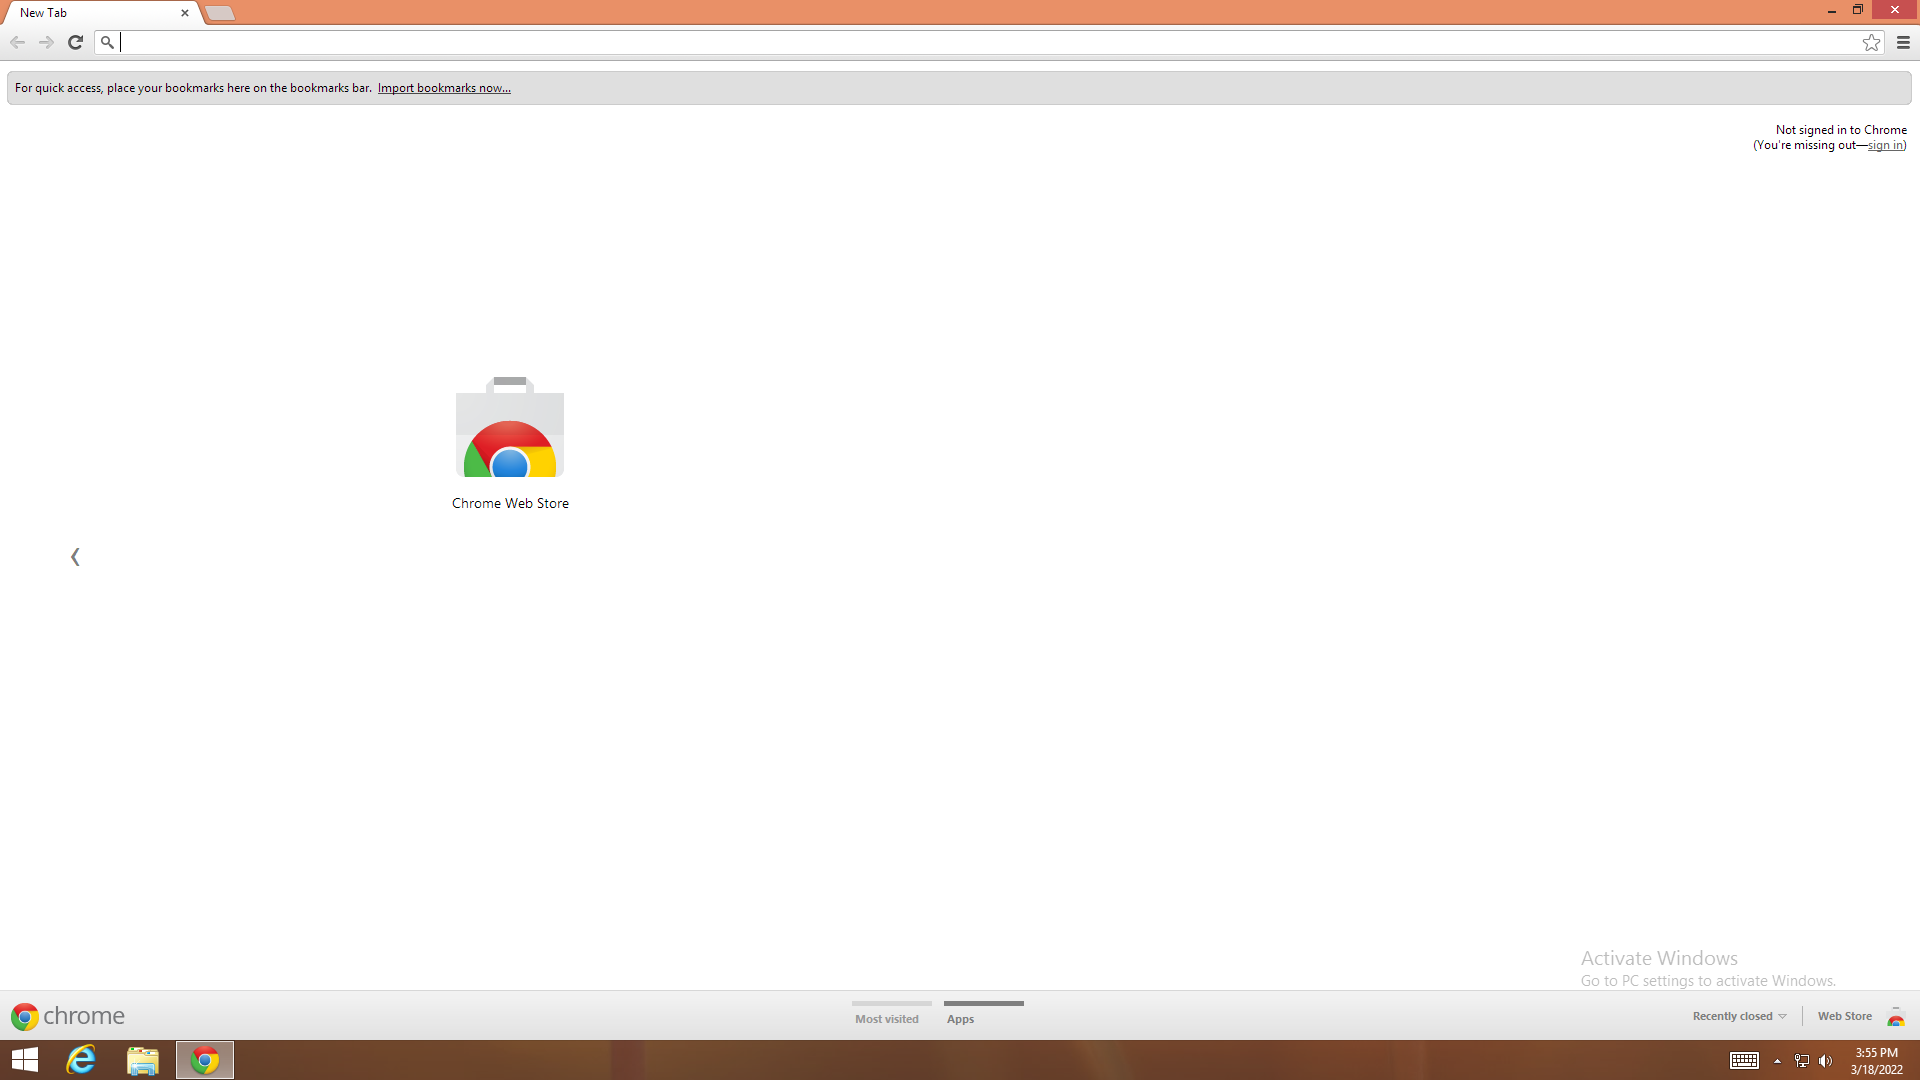 New Tab
For quick access, place your bookmarks here on the bookmarks bar. Import bookmarks now...
Not signed in to Chrome
(You're missing out—sign in)
Chrome Web Store
Activate Windows
Go to PC settings to activate Windows.
chrome
Most visited
Apps
Recently closed
Web Store
3:55 PM
3/18/2022